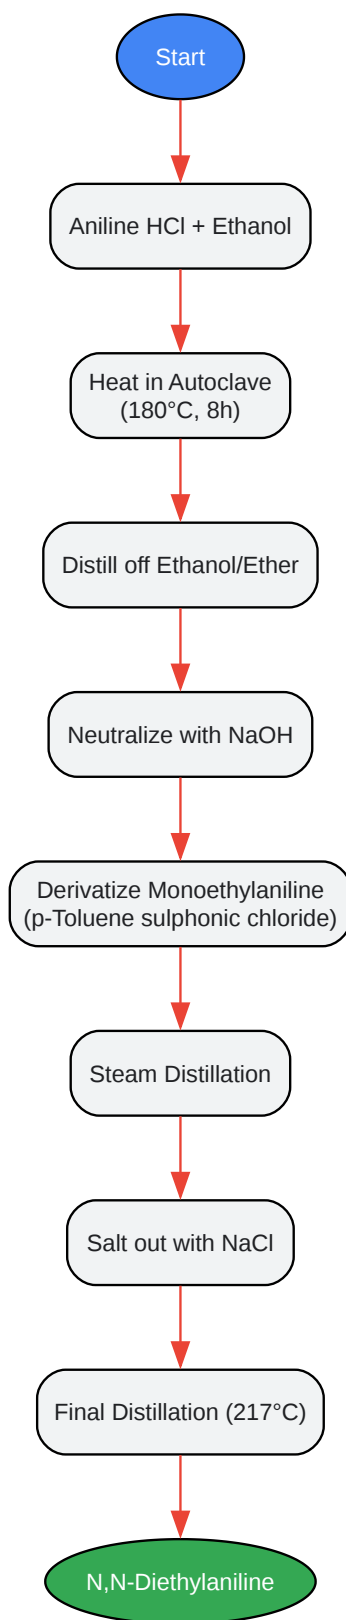 Start
Aniline HCl + Ethanol
Heat in Autoclave
(180°C, 8h)
Distill off Ethanol/Ether
Neutralize with NaOH
Derivatize Monoethylaniline
(p-Toluene sulphonic chloride)
Steam Distillation
Salt out with NaCl
Final Distillation (217°C)
N,N-Diethylaniline